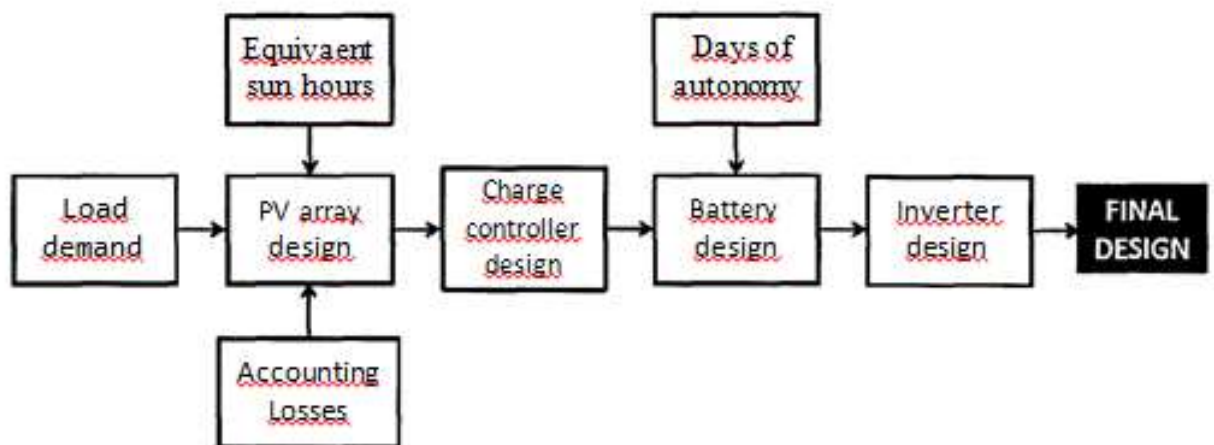 Equivaent
sun hours
Days of
autonomy
Load
demand
PV array
design
Charge
controller
design
Battery
design
Inverter
design
FINAL
DESIGN
Accounting
Losses